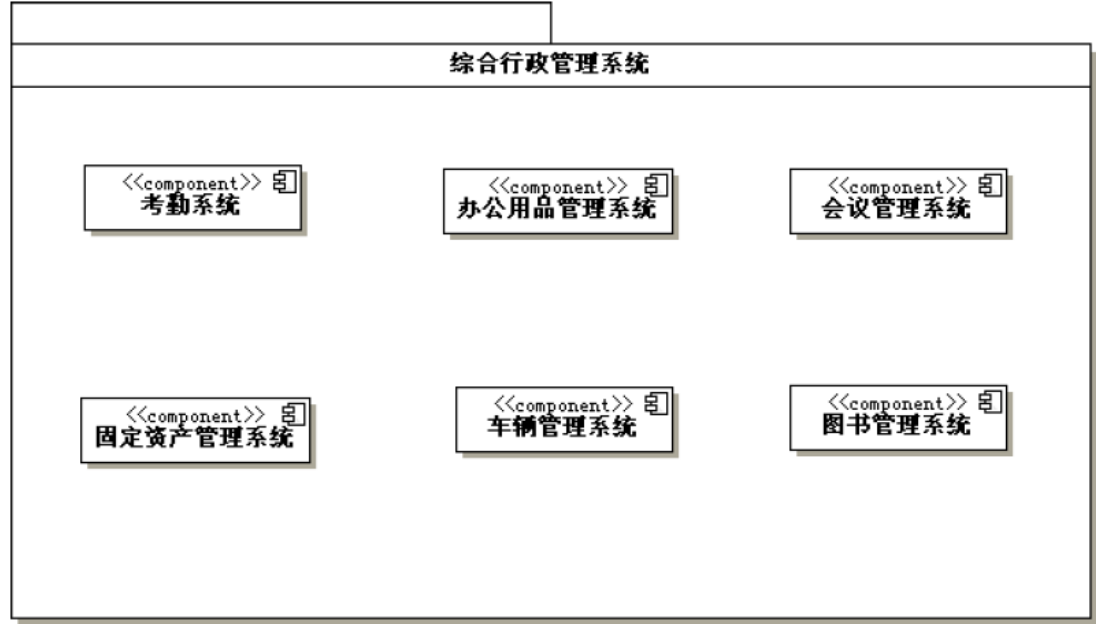 综合行政管理系统
<<component>>
考勤系统
<<component>>
办公用品管理系统
<<component>>
会议管理系统
<<component>>
固定资产管理系统
<<component>>
车辆管理系统
<<component>>
图书管理系统